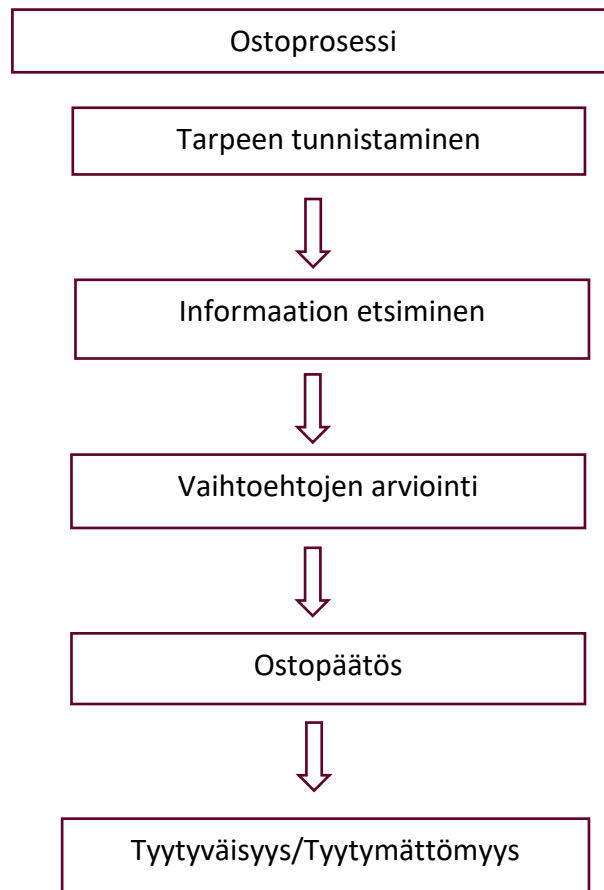 Ostoprosessi
Tarpeen tunnistaminen
Informaation etsiminen
Vaihtoehtojen arviointi
Ostopäätös
Tyytyväisyys/Tyytymättömyys